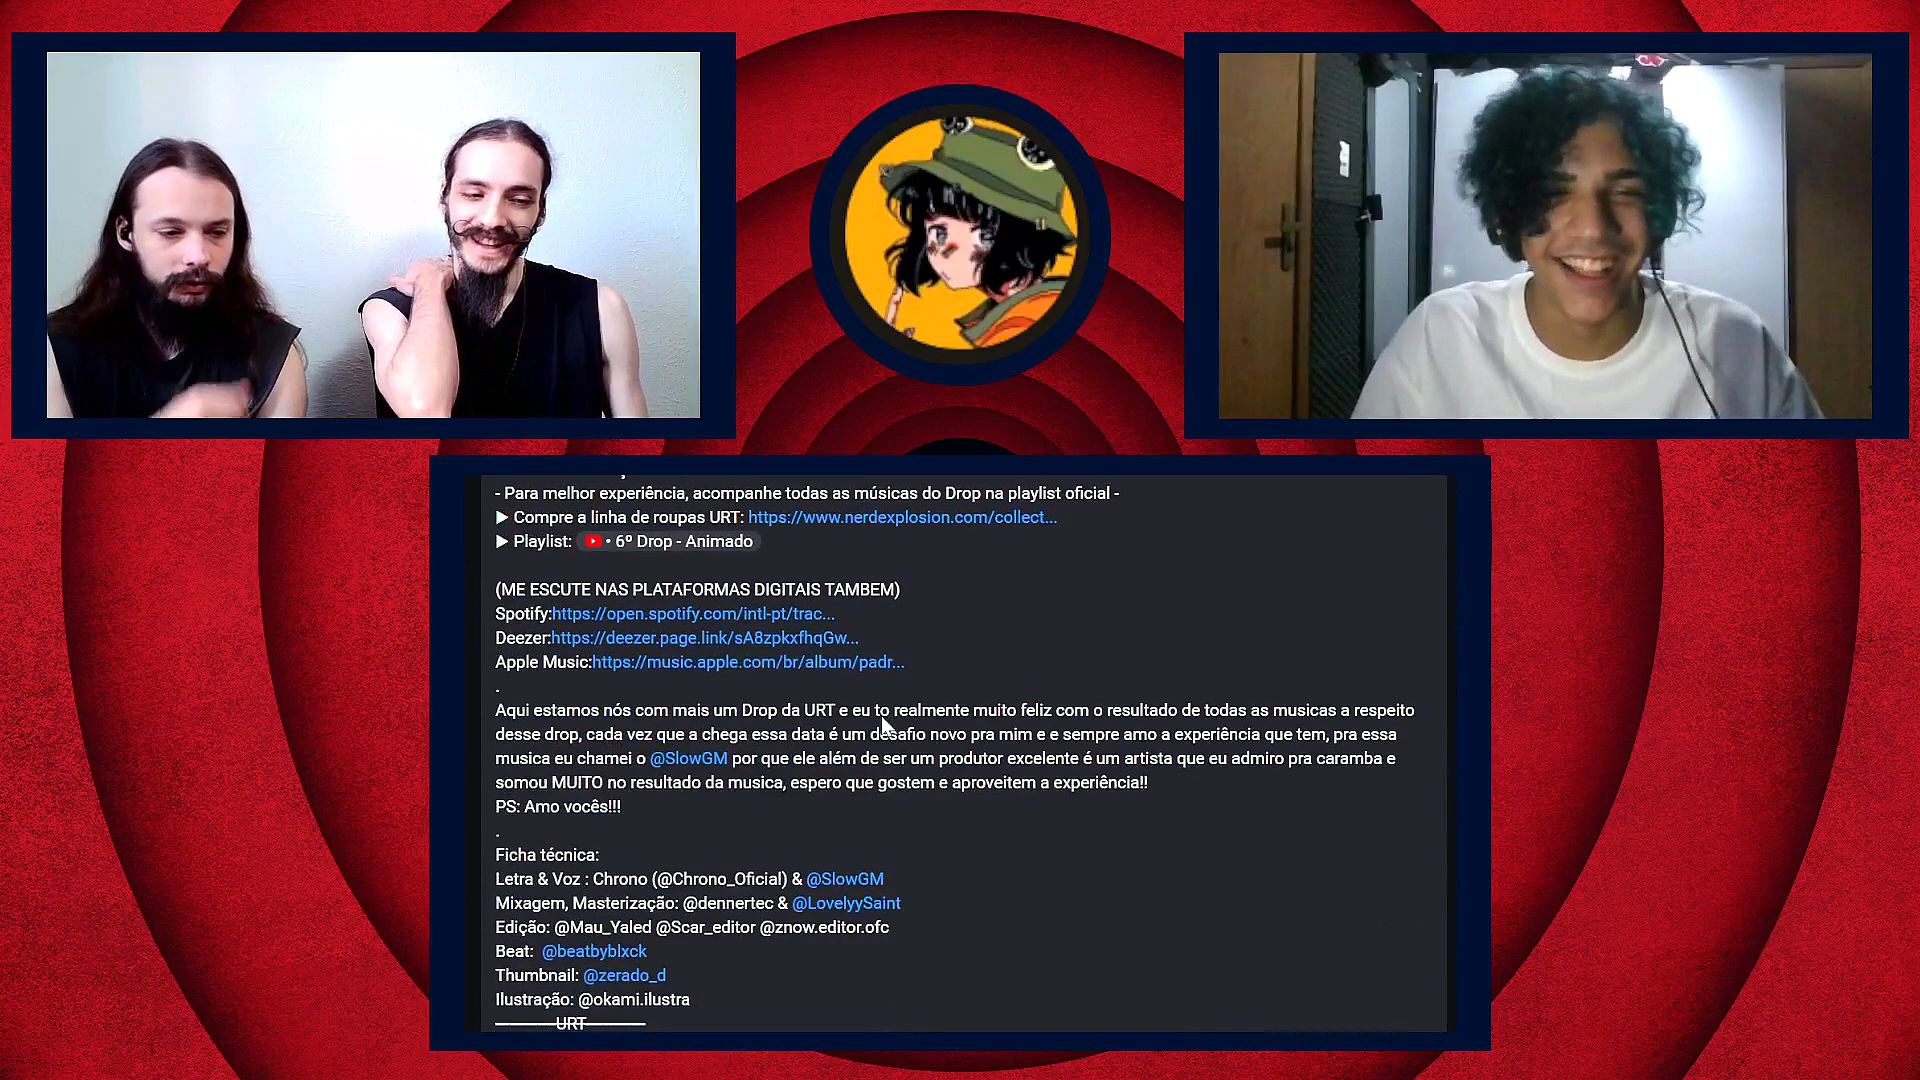 - Para melhor experiência, acompanhe todas as músicas do Drop na playlist oficial -
▶ Compre a linha de roupas URT: https://www.nerdexplosion.com/collect...
▶ Playlist: • 6º Drop - Animado
(ME ESCUTE NAS PLATAFORMAS DIGITAIS TAMBEM)
Spotify:https://open.spotify.com/intl-pt/trac...
Deezer:https://deezer.page.link/sA8zpkxfhqGw...
Apple Music:https://music.apple.com/br/album/padr...
.
Aqui estamos nós com mais um Drop da URT e eu to realmente muito feliz com o resultado de todas as musicas a respeito
desse drop, cada vez que a chega essa data é um desafio novo pra mim e e sempre amo a experiência que tem, pra essa
musica eu chamei o @SlowGM por que ele além de ser um produtor excelente é um artista que eu admiro pra caramba e
somou MUITO no resultado da musica, espero que gostem e aproveitem a experiência!!
PS: Amo vocês!!!
.
Ficha técnica:
Letra & Voz : Chrono (@Chrono_Oficial) & @SlowGM
Mixagem, Masterização: @dennertec & @LovelyySaint
Edição: @Mau_Yaled @Scar_editor @znow.editor.ofc
Beat: @beatbyblxck
Thumbnail: @zerado_d
Ilustração: @okami.ilustra
————URT————